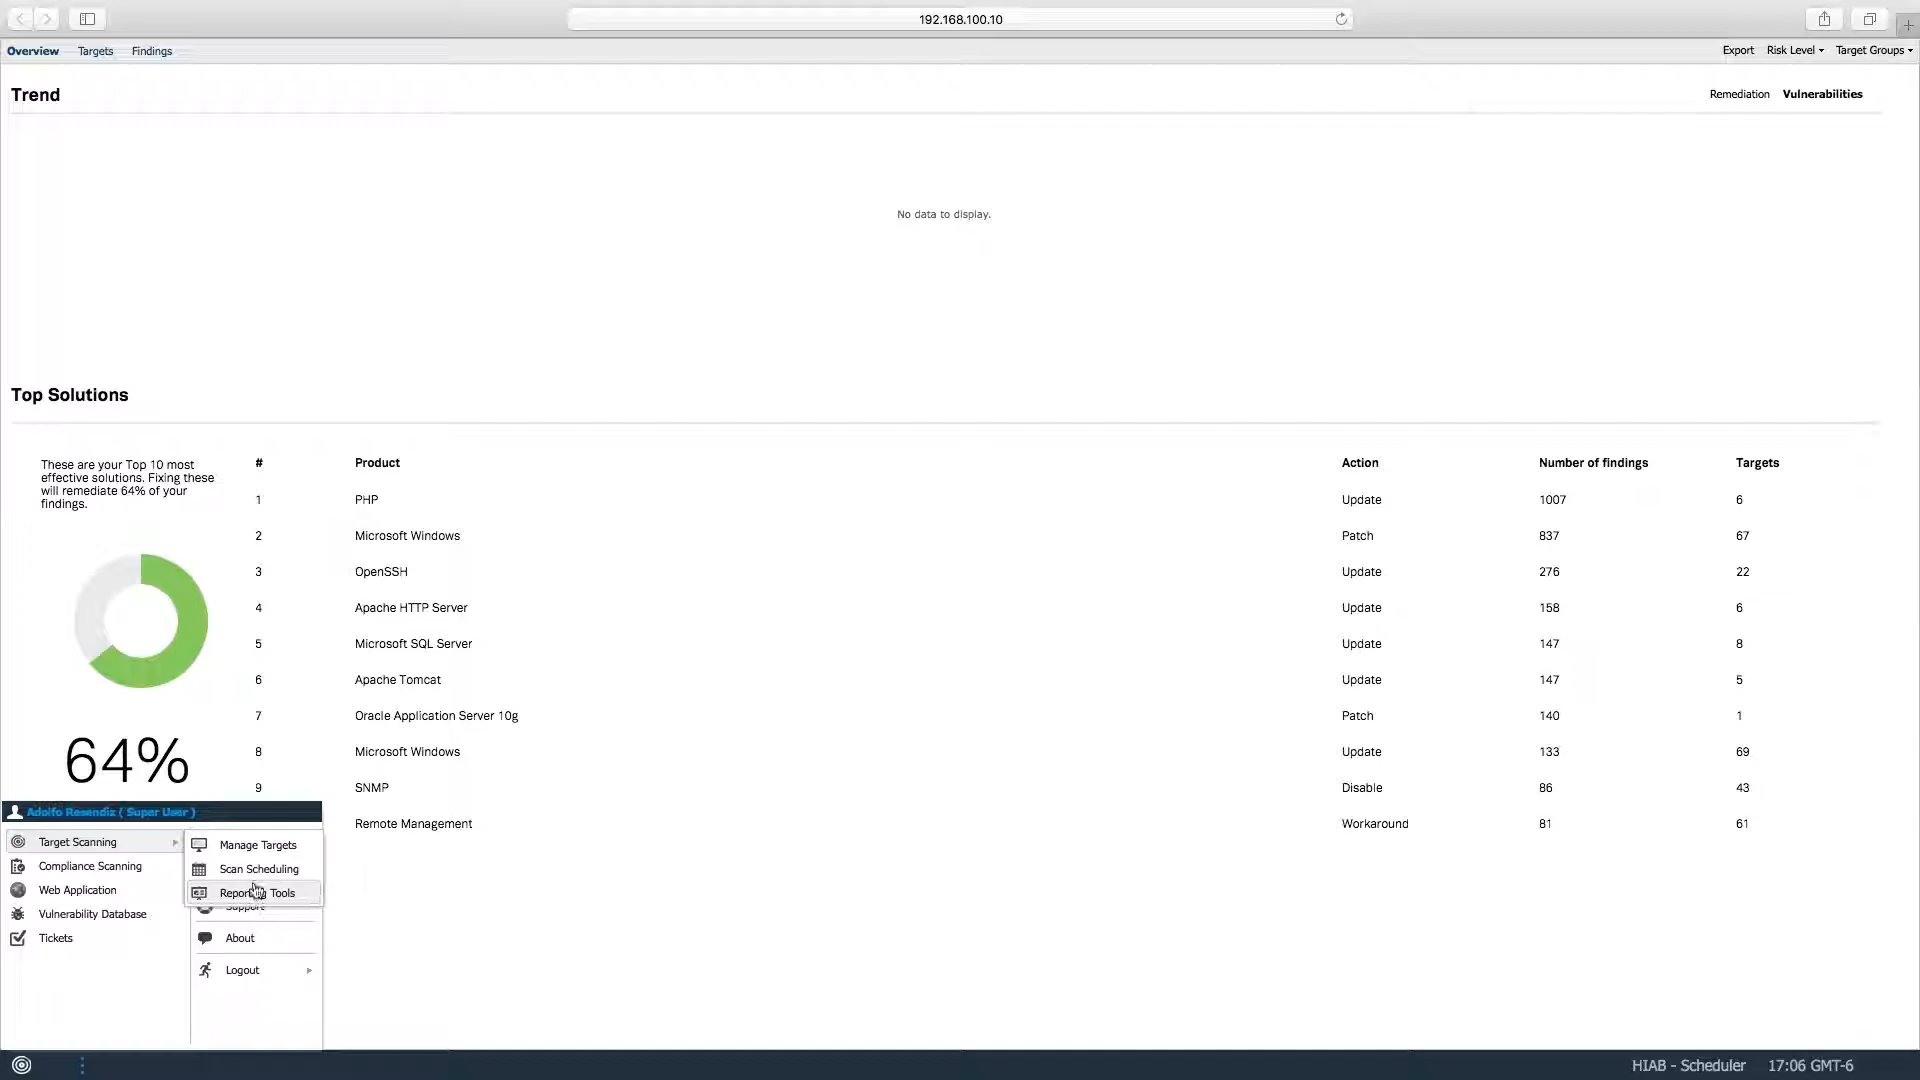 192.168.100.10
Overview Targets Findings Export Risk Level Target Groups
Trend Remediation Vulnerabilities
No data to display.
Top Solutions
These are your Top 10 most
effective solutions. Fixing these
will remediate 64% of your
findings.
# Product Action Number of findings Targets
1 PHP Update 1007 6
2 Microsoft Windows Patch 837 67
3 OpenSSH Update 276 22
4 Apache HTTP Server Update 158 6
5 Microsoft SQL Server Update 147 8
6 Apache Tomcat Update 147 5
7 Oracle Application Server 10g Patch 140 1
8 Microsoft Windows Update 133 69
9 SNMP Disable 86 43
Remote Management Workaround 81 61
64%
Adolfo Resendiz ( Super User )
Target Scanning
Compliance Scanning
Web Application
Vulnerability Database
Tickets
Manage Targets
Scan Scheduling
Reporting Tools
Support
About
Logout
HIAB - Scheduler 17:06 GMT-6